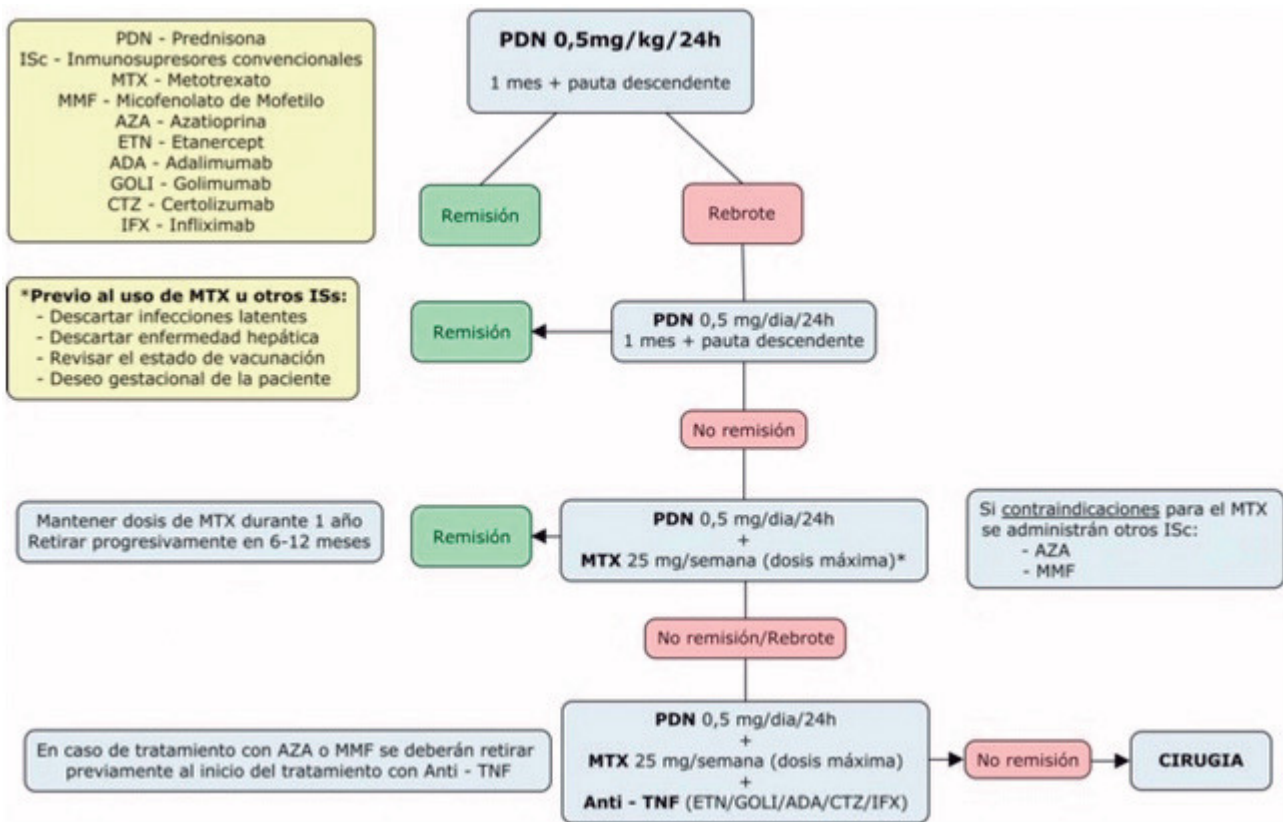 PDN - Prednisona
ISc - Inmunosupresores convencionales
MTX - Metotrexato
MMF - Micofenolato de Mofetilo
AZA - Azatioprina
ETN - Etanercept
ADA - Adalimumab
GOLI - Golimumab
CTZ - Certolizumab
IFX - Infliximab
PDN 0,5mg/kg/24h
1 mes + pauta descendente
Remisión
Rebrote
*Previo al uso de MTX u otros ISs:
- Descartar infecciones latentes
- Descartar enfermedad hepática
- Revisar el estado de vacunación
- Deseo gestacional de la paciente
Remisión
PDN 0,5 mg/dia/24h
1 mes + pauta descendente
No remisión
Mantener dosis de MTX durante 1 año
Retirar progresivamente en 6-12 meses
Remisión
PDN 0,5 mg/dia/24h
+
MTX 25 mg/semana (dosis máxima)*
Si contraindicaciones para el MTX
se administrán otros ISc:
- AZA
- MMF
No remisión/Rebrote
En caso de tratamiento con AZA o MMF se deberán retirar
previamente al inicio del tratamiento con Anti - TNF
PDN 0,5 mg/dia/24h
+
MTX 25 mg/semana (dosis máxima)
+
Anti - TNF (ETN/GOLI/ADA/CTZ/IFX)
No remisión
CIRUGIA